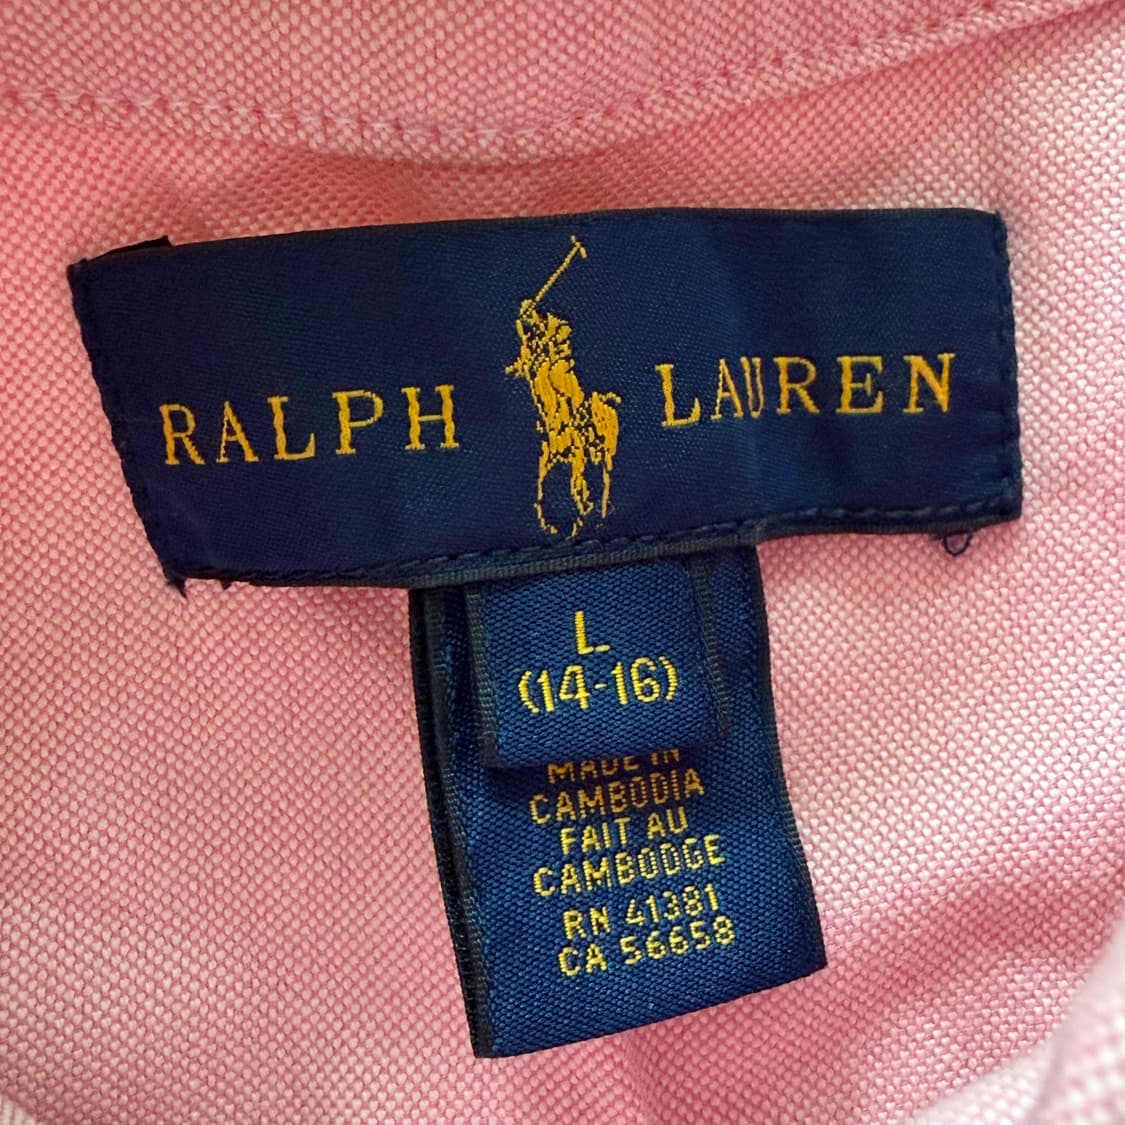 RALPH LAUREN
L
(14-16)
MADE IN
CAMBODIA
FAIT AU
CAMBODGE
RN 41381
CA 56658